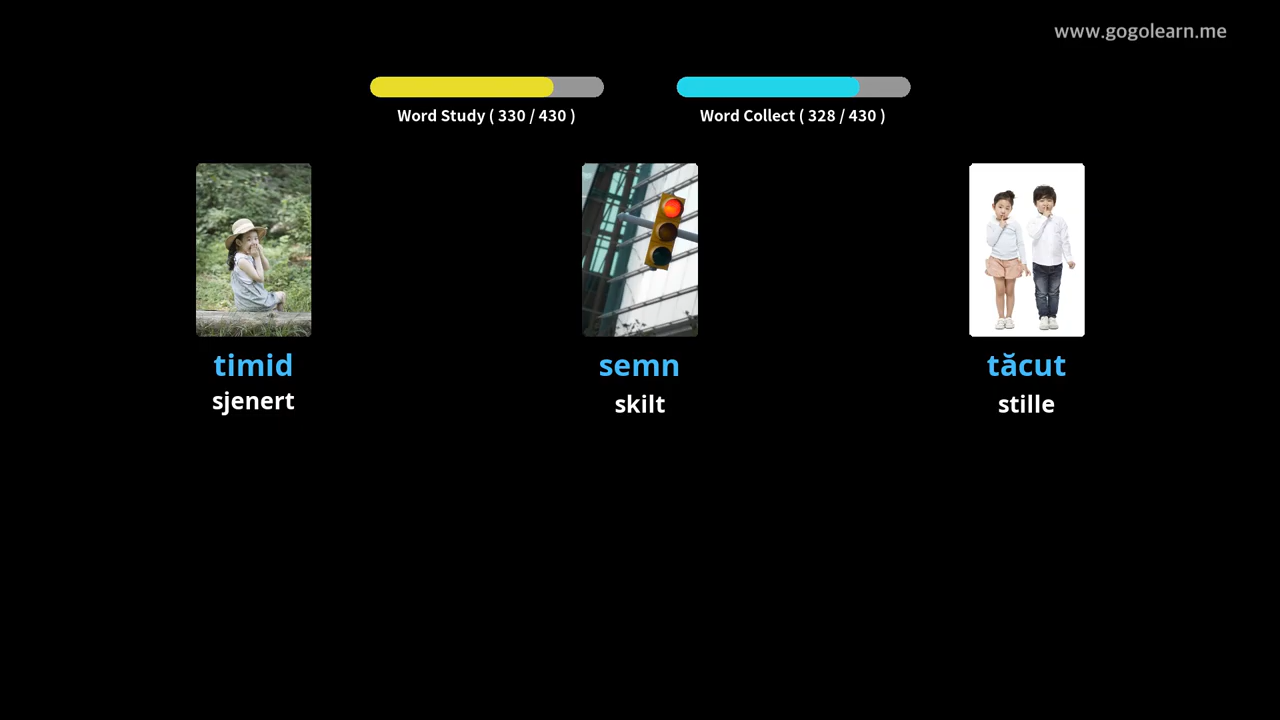 www.gogolearn.me
Word Study ( 330 / 430 )
Word Collect ( 328 / 430 )
timid
semn
tăcut
sjenert
skilt
stille